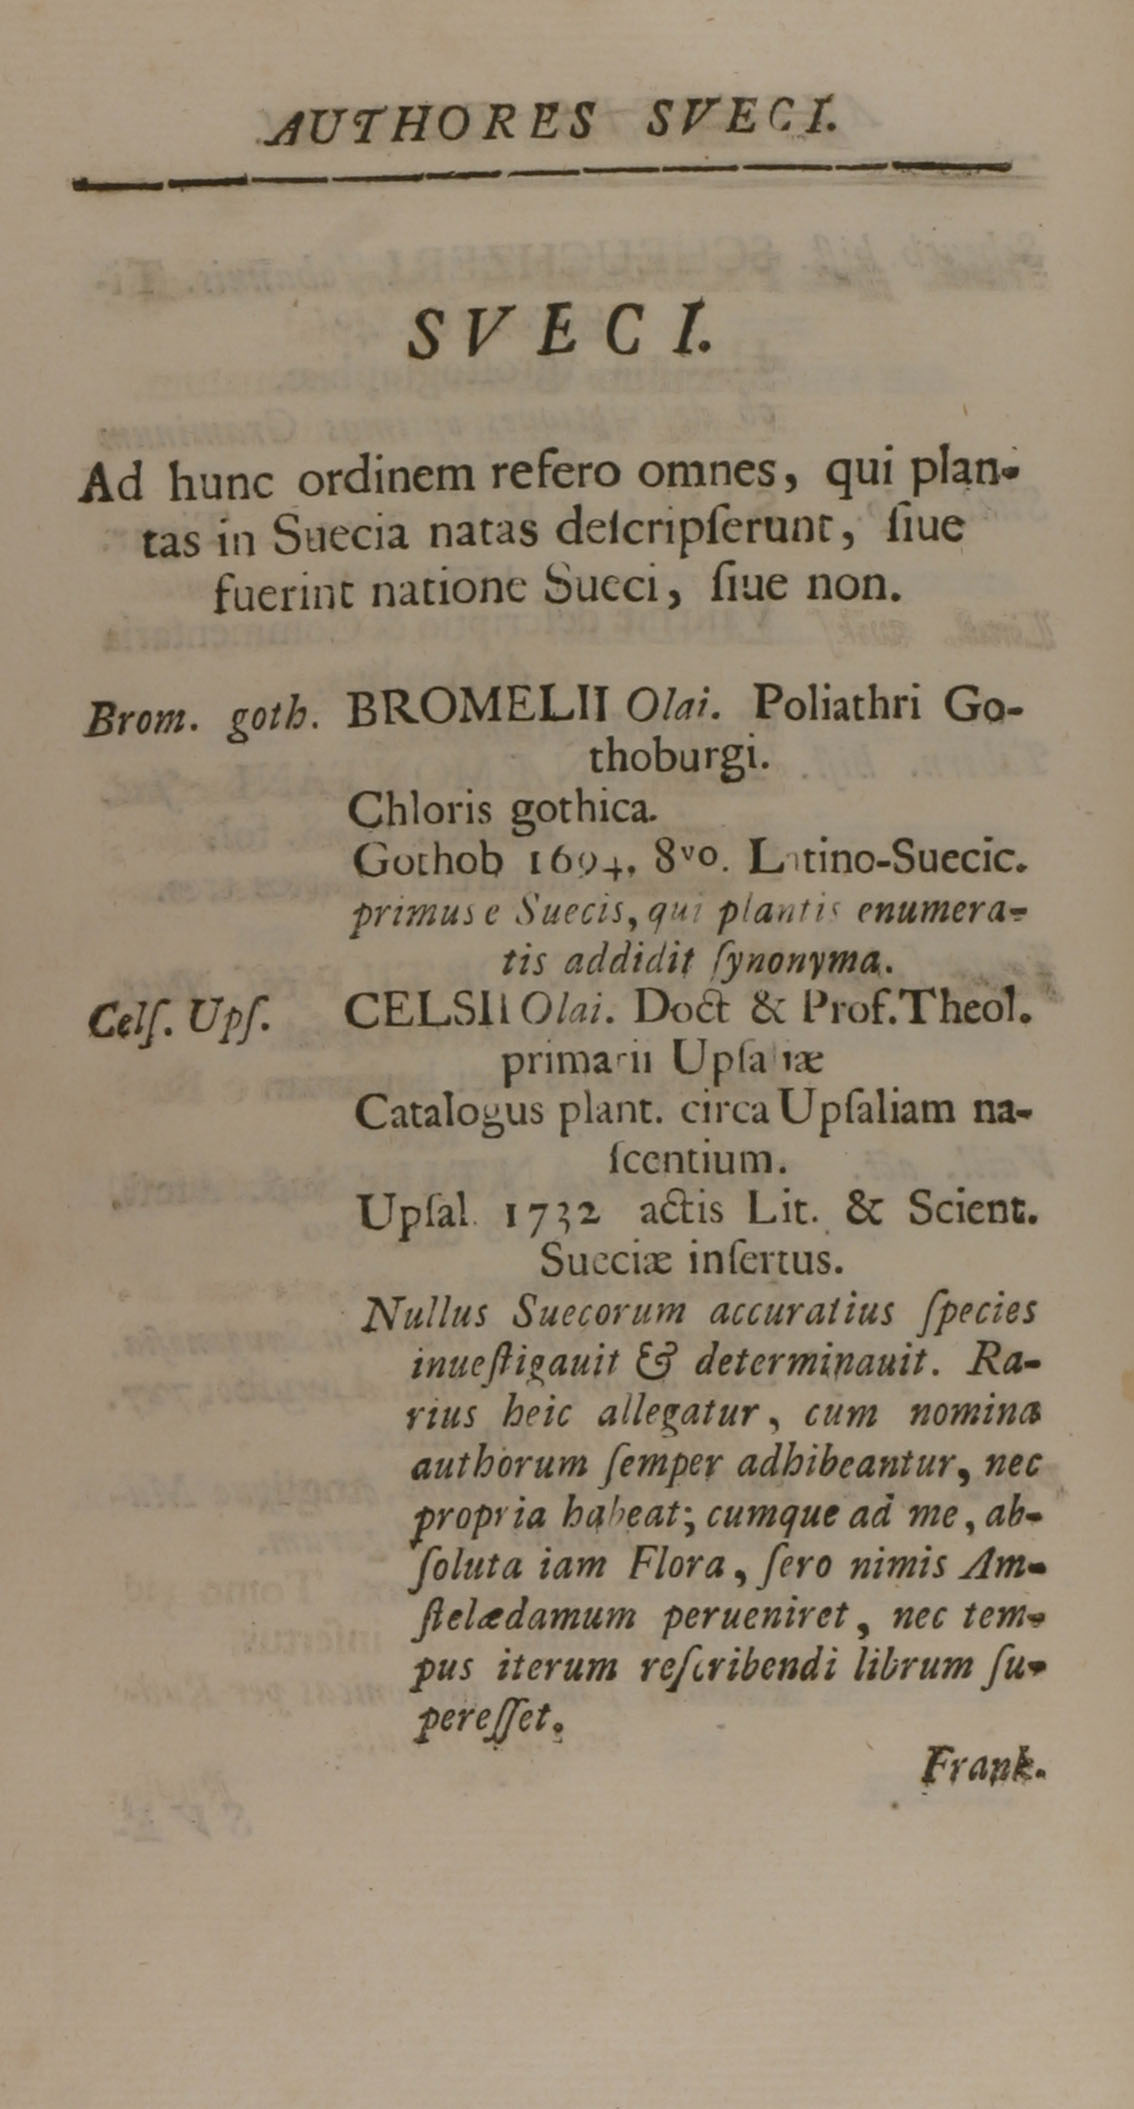 AUTHORES SVECI.
SVECI.
Ad hunc ordinem refero omnes, qui plan-
tas in Suecia natas deſcripſerunt, ſiue
fuerint natione Sueci, ſiue non.
Brom. goth. BROMELII Olai. Poliathri Go-
thoburgi.
Chloris gothica.
Gothob 1694, 8vo. Latino-Suecic.
primus e Suecis, qui plantis enumera-
tis addidit ſynonyma.
Celſ. Upſ. CELSII Olai. Doct & Prof. Theol.
primarii Upſaliæ
Catalogus plant. circa Upſaliam na-
ſcentium.
Upſal. 1732 actis Lit. & Scient.
Sueciæ inſertus.
Nullus Suecorum accuratius ſpecies
inueſtigauit & determinauit. Ra-
rius heic allegatur, cum nomina
authorum ſemper adhibeantur, nec
propria habeat; cumque ad me, ab-
ſoluta iam Flora, ſero nimis Am-
ſtelædamum perueniret, nec tem-
pus iterum reſcribendi librum ſu-
pereſſet.
Frank.